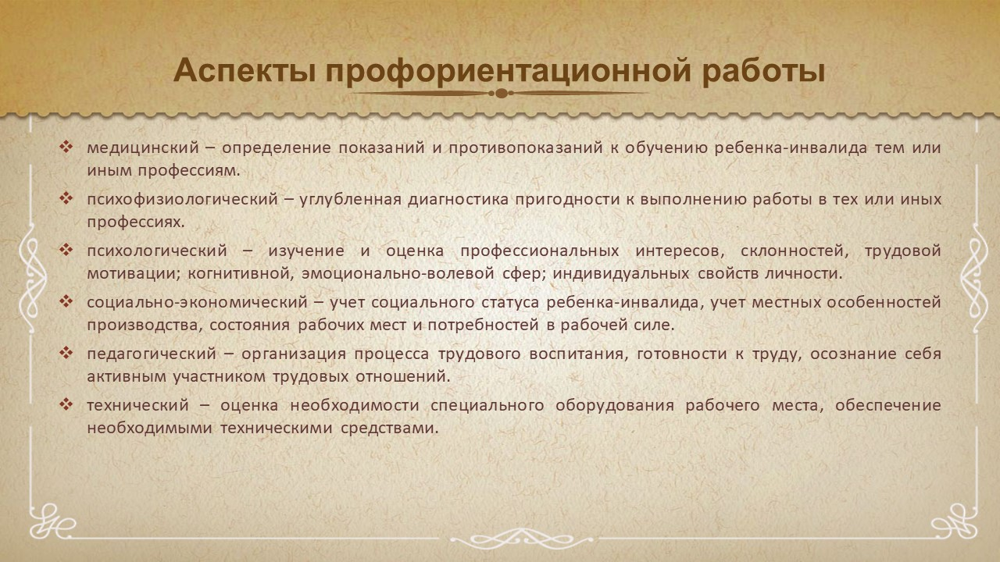 Аспекты профориентационной работы
❖ медицинский – определение показаний и противопоказаний к обучению ребенка-инвалида тем или
иным профессиям.
❖ психофизиологический – углубленная диагностика пригодности к выполнению работы в тех или иных
профессиях.
❖ психологический – изучение и оценка профессиональных интересов, склонностей, трудовой
мотивации; когнитивной, эмоционально-волевой сфер; индивидуальных свойств личности.
❖ социально-экономический – учет социального статуса ребенка-инвалида, учет местных особенностей
производства, состояния рабочих мест и потребностей в рабочей силе.
❖ педагогический – организация процесса трудового воспитания, готовности к труду, осознание себя
активным участником трудовых отношений.
❖ технический – оценка необходимости специального оборудования рабочего места, обеспечение
необходимыми техническими средствами.